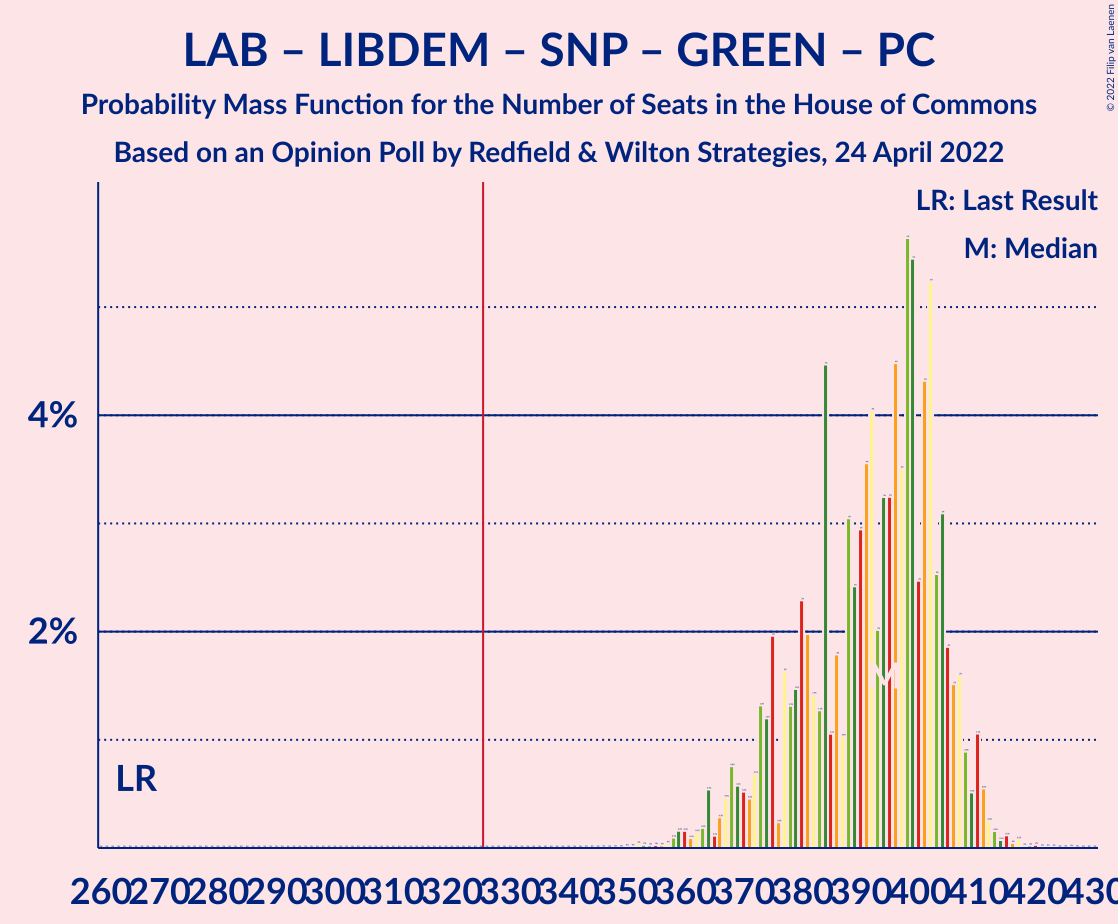 LAB – LIBDEM – SNP – GREEN – PC
Probability Mass Function for the Number of Seats in the House of Commons
Based on an Opinion Poll by Redfield & Wilton Strategies, 24 April 2022
© 2022 Filip van Laenen
LR: Last Result
M: Median
4%
2%
M
LR
260 270 280 290 300 310 320 330 340 350 360 370 380 390 400 410 420 430